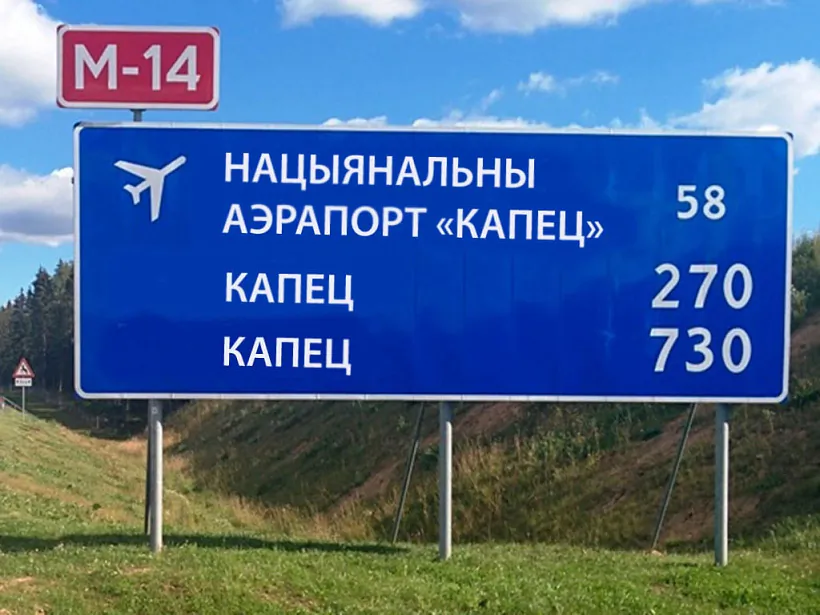 М-14
НАЦЫЯНАЛЬНЫ
АЭРАПОРТ «КАПЕЦ» 58
КАПЕЦ 270
КАПЕЦ 730